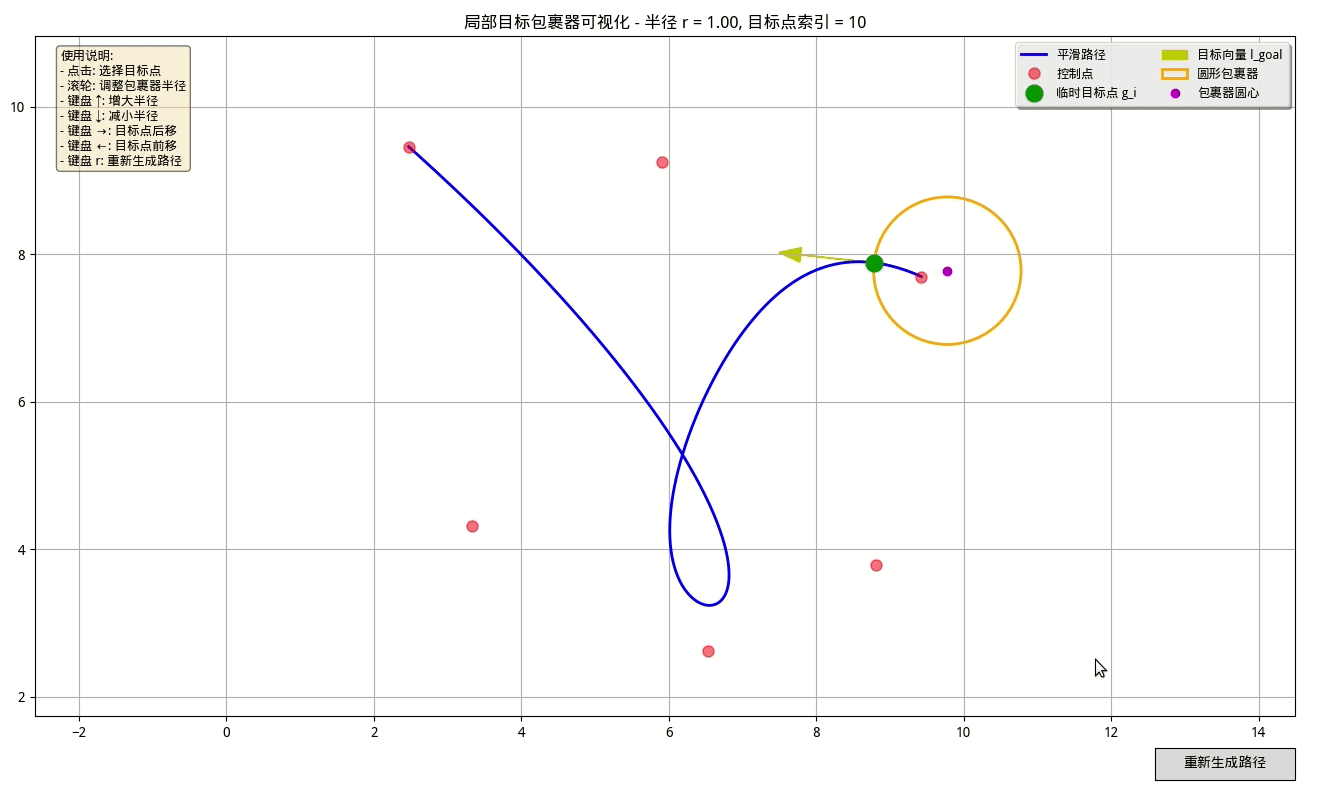 局部目标包裹器可视化 - 半径 r = 1.00, 目标点索引 = 10
使用说明:
- 点击: 选择目标点
- 滚轮: 调整包裹器半径
- 键盘 ↑: 增大半径
- 键盘 ↓: 减小半径
- 键盘 →: 目标点后移
- 键盘 ←: 目标点前移
- 键盘 r: 重新生成路径
平滑路径
控制点
临时目标点 g_i
目标向量 l_goal
圆形包裹器
包裹器圆心
10
8
6
4
2
−2
0
2
4
6
8
10
12
14
重新生成路径